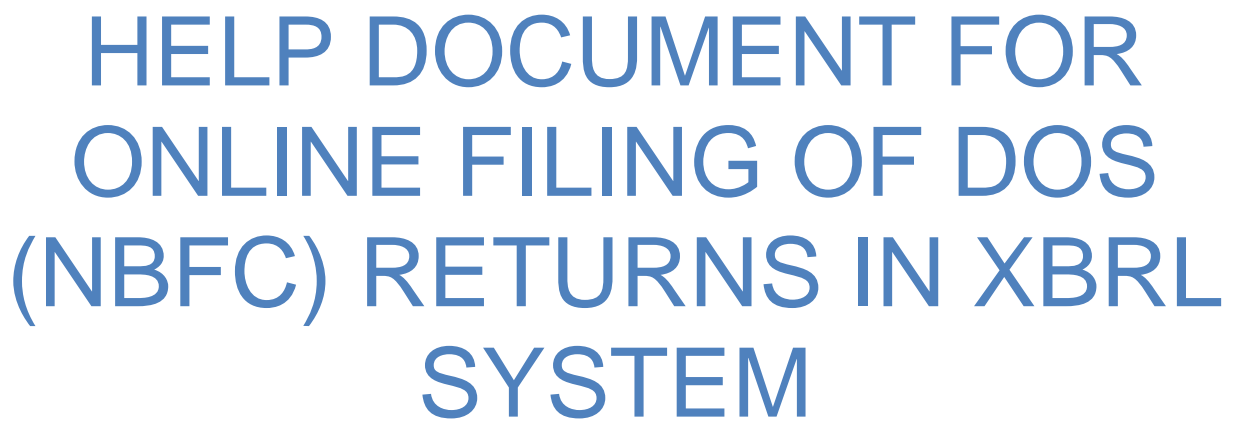 HELP DOCUMENT FOR
ONLINE FILING OF DOS
(NBFC) RETURNS IN XBRL
SYSTEM